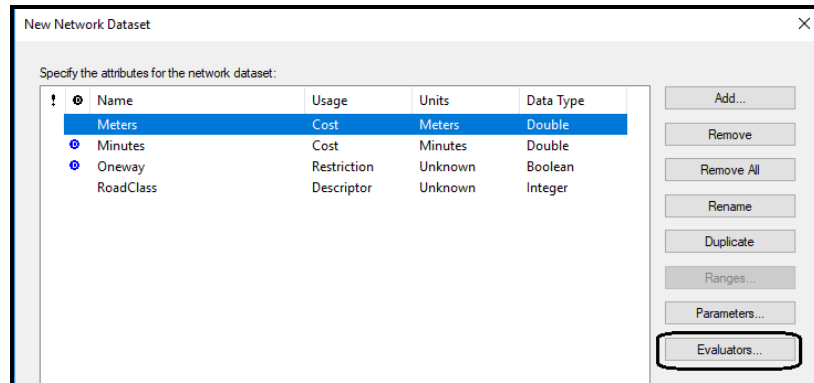 New Network Dataset
Specify the attributes for the network dataset:
! Name Usage Units Data Type
Meters Cost Meters Double
Minutes Cost Minutes Double
Oneway Restriction Unknown Boolean
RoadClass Descriptor Unknown Integer
Add...
Remove
Remove All
Rename
Duplicate
Ranges...
Parameters...
Evaluators...